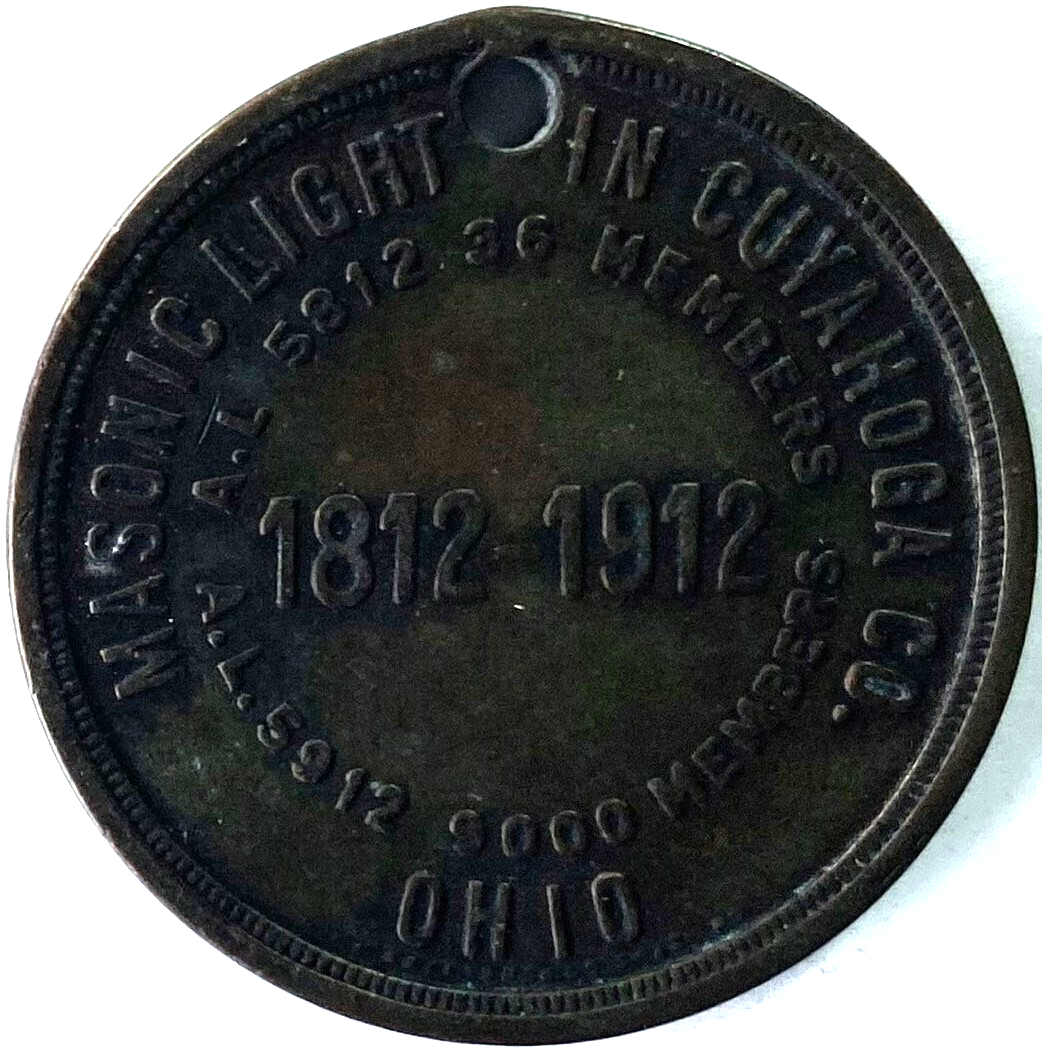 MASONIC LIGHT IN CUYAHOGA CO.
A.L 5812 36 MEMBERS
1812 1912
A.L. 5912 9000 MEMBERS
OHIO